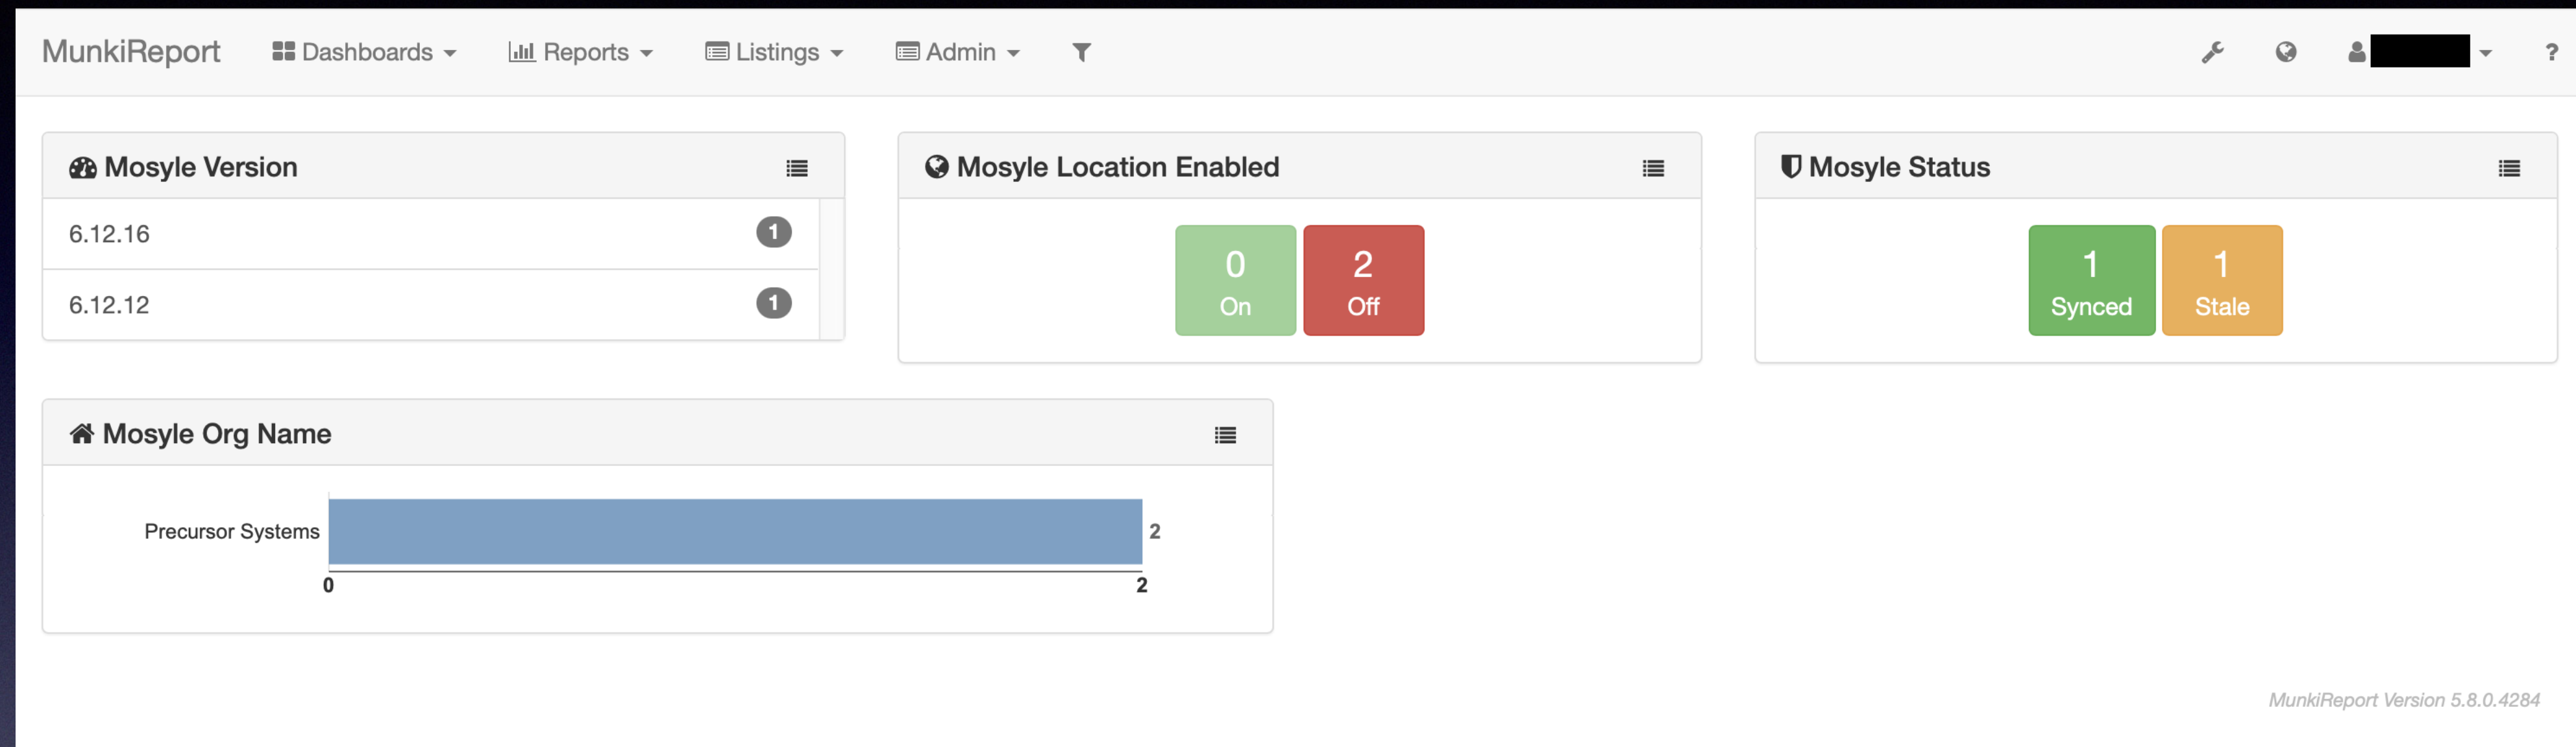 MunkiReport Dashboards Reports Listings Admin ?
Mosyle Version
6.12.16 1
6.12.12 1
Mosyle Location Enabled
0 2
On Off
Mosyle Status
1 1
Synced Stale
Mosyle Org Name
Precursor Systems 2
0 2
MunkiReport Version 5.8.0.4284